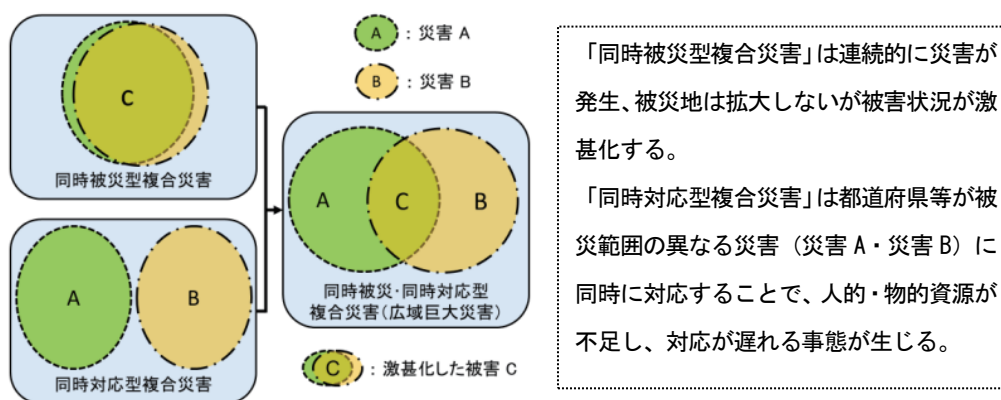 C
同時被災型複合災害
A
B
同時対応型複合災害
A
：災害 A
B
：災害 B
A
C
B
同時被災・同時対応型
複合災害(広域巨大災害)
C
：激甚化した被害 C
「同時被災型複合災害」は連続的に災害が
発生、被災地は拡大しないが被害状況が激
甚化する。
「同時対応型複合災害」は都道府県等が被
災範囲の異なる災害（災害 A・災害 B）に
同時に対応することで、人的・物的資源が
不足し、対応が遅れる事態が生じる。